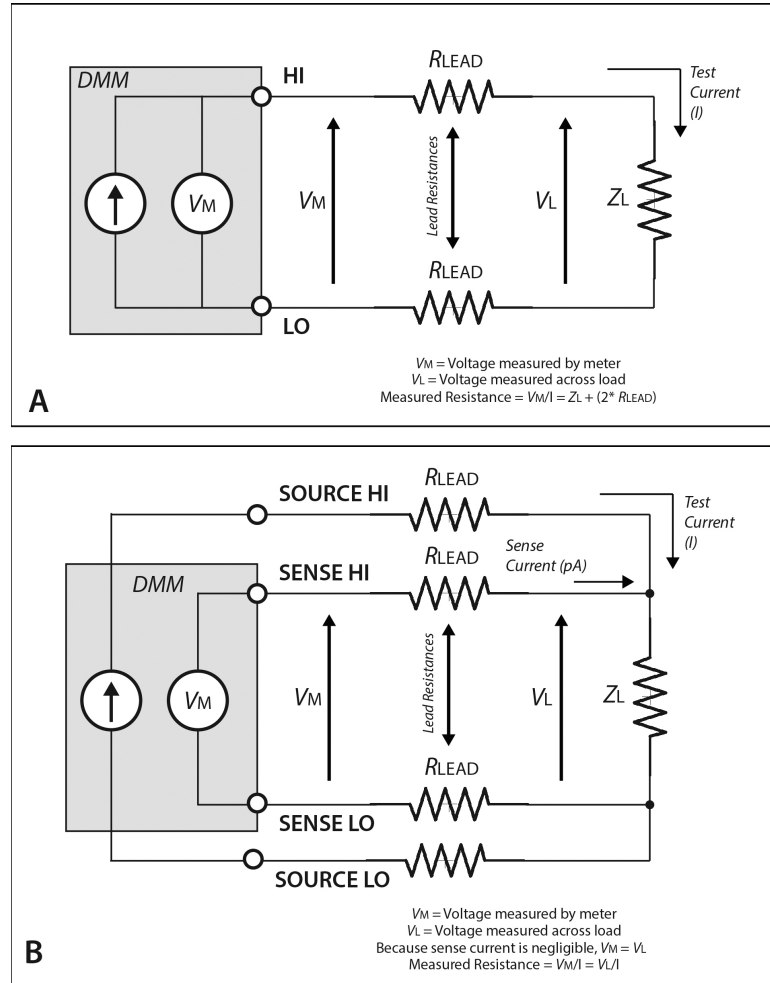 DMM
HI
RLEAD
Test
Current
(I)
VM
VM
Lead Resistances
VL
ZL
RLEAD
LO
VM = Voltage measured by meter
VL = Voltage measured across load
Measured Resistance = VM/I = ZL + (2* RLEAD)
A
SOURCE HI
RLEAD
Test
Current
(I)
DMM
SENSE HI
RLEAD
Sense
Current (pA)
VM
VM
Lead Resistances
VL
ZL
RLEAD
SENSE LO
SOURCE LO
VM = Voltage measured by meter
VL = Voltage measured across load
Because sense current is negligible, VM = VL
Measured Resistance = VM/I = VL/I
B